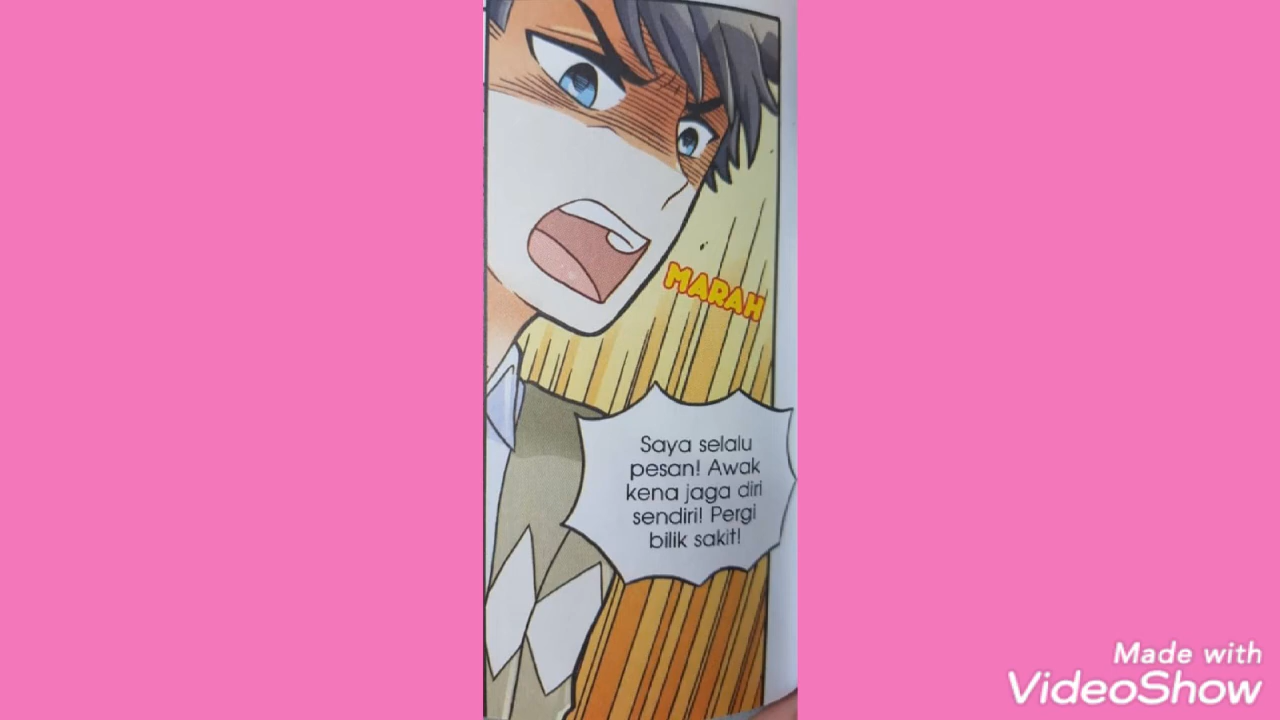 MARAH
Saya selalu
pesan! Awak
kena jaga diri
sendiri! Pergi
bilik sakit!
Made with
VideoShow